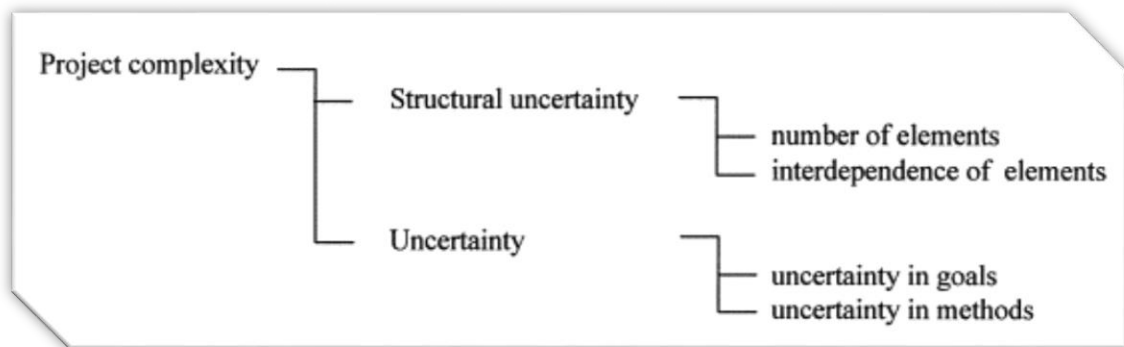 Project complexity
Structural uncertainty
number of elements
interdependence of elements
Uncertainty
uncertainty in goals
uncertainty in methods